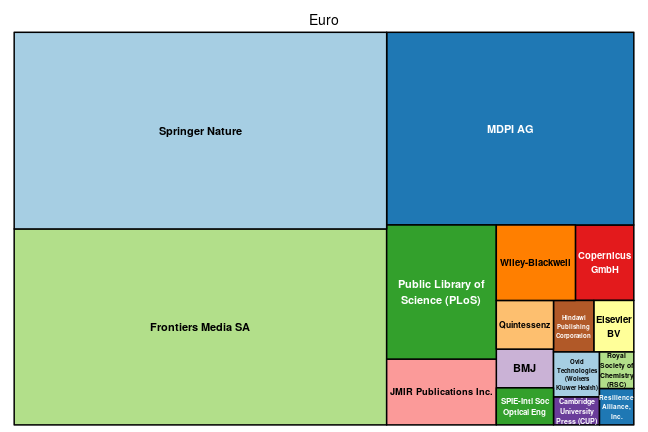 Euro
Springer Nature
MDPI AG
Frontiers Media SA
Public Library of
Science (PLoS)
JMIR Publications Inc.
Wiley-Blackwell
Copernicus
GmbH
Quintessenz
Hindawi
Publishing
Corporation
Elsevier
BV
BMJ
Ovid
Technologies
(Wolters
Kluwer Health)
Royal
Society of
Chemistry
(RSC)
SPIE-Intl Soc
Optical Eng
Cambridge
University
Press (CUP)
Resilience
Alliance,
Inc.